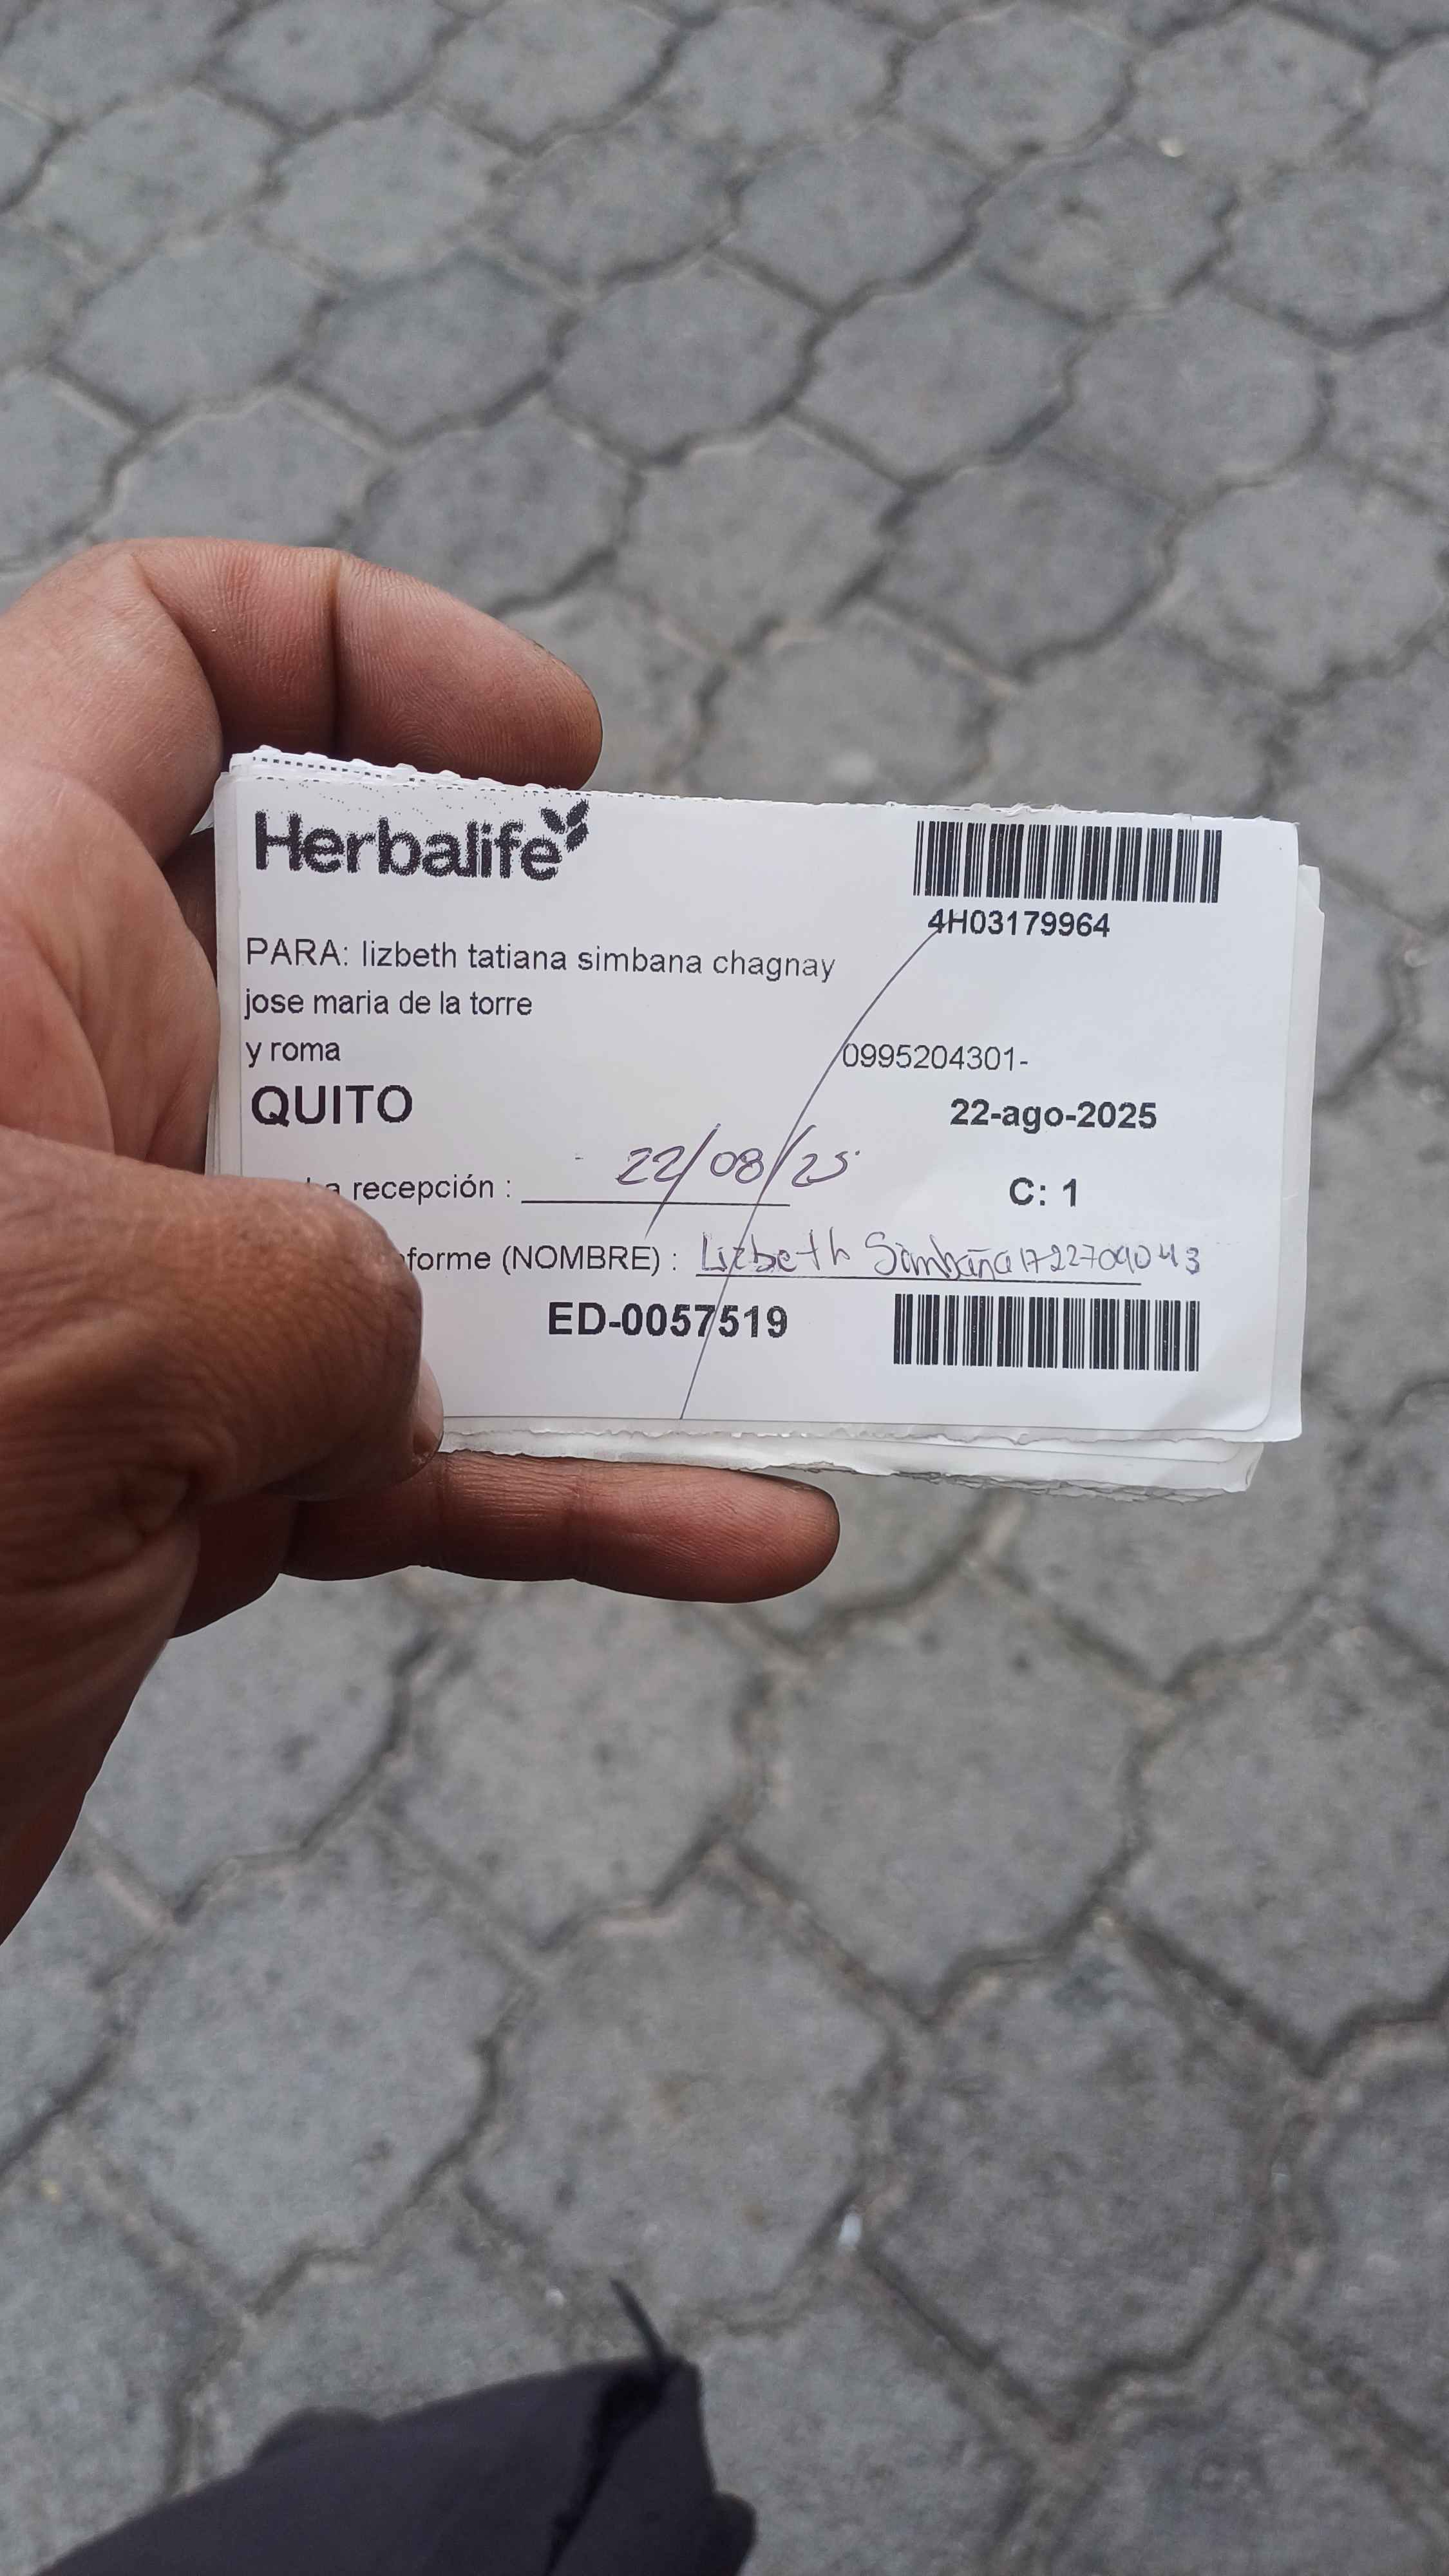 Herbalife
4H03179964
PARA: lizbeth tatiana simbana chagnay
jose maria de la torre
y roma
0995204301-
QUITO
22-ago-2025
recepción : 22/08/25
C: 1
forme (NOMBRE) : Lizbeth Simbaña
ED-0057519